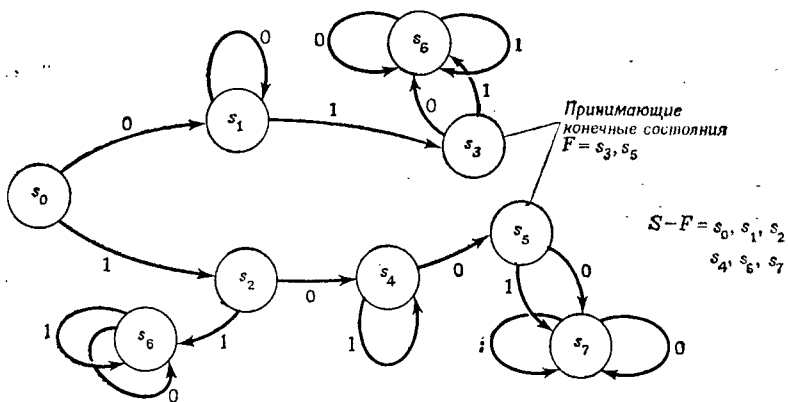 0
1
s₆
0
1
0
s₁
1
0
s₃
Принимающие
конечные состояния
F = s₃, s₅
s₀
0
1
s₂
0
s₄
0
s₅
1
0
S−F = s₀, s₁, s₂
s₄, s₆, s₇
1
s₆
0
1
1
s₇
0